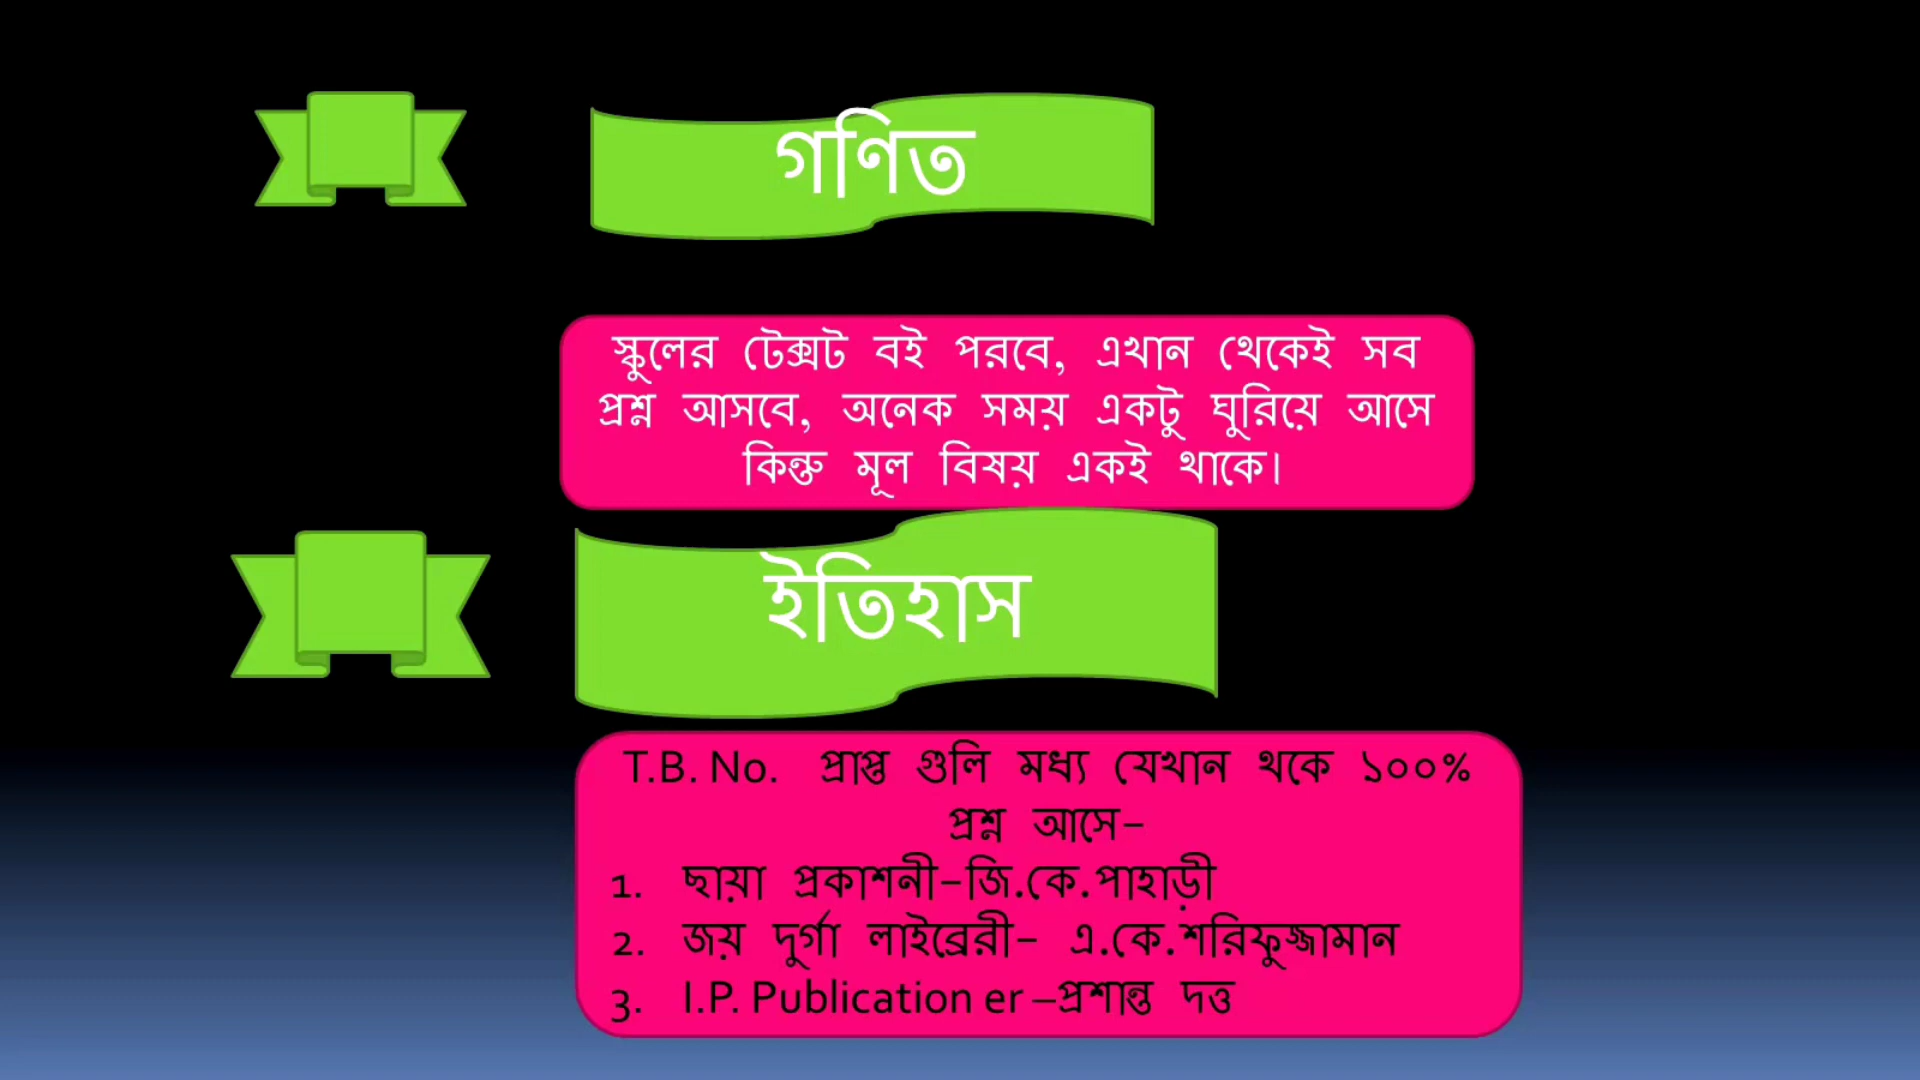 গণিত
স্কুলের টেক্সট বই পরবে, এখান থেকেই সব
প্রশ্ন আসবে, অনেক সময় একটু ঘুরিয়ে আসে
কিন্তু মূল বিষয় একই থাকে।
ইতিহাস
T.B. No. প্রাপ্ত গুলি মধ্য যেখান থকে ১০০%
প্রশ্ন আসে-
1. ছায়া প্রকাশনী-জি.কে.পাহাড়ী
2. জয় দুর্গা লাইব্রেরী- এ.কে.শরিফুজ্জামান
3. I.P. Publication er –প্রশান্ত দত্ত